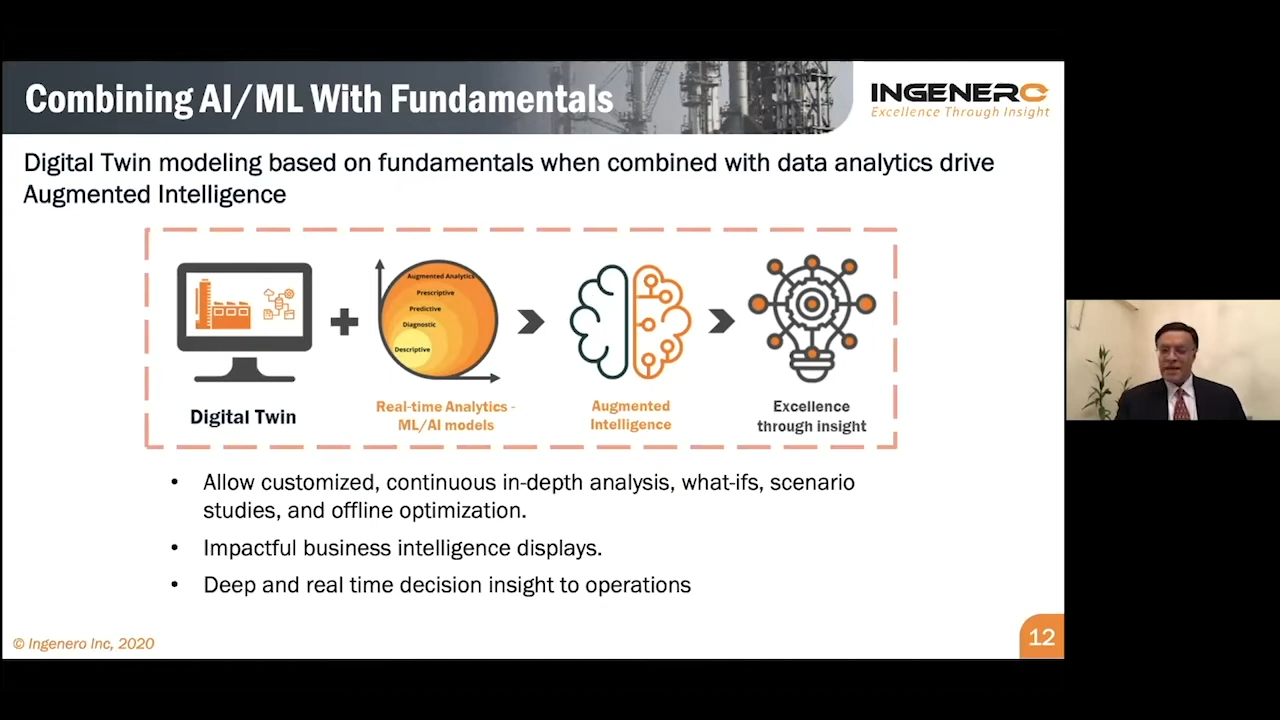 Combining AI/ML With Fundamentals
INGENERO
Excellence Through Insight
Digital Twin modeling based on fundamentals when combined with data analytics drive
Augmented Intelligence
Augmented Analytics
Prescriptive
Predictive
Diagnostic
Descriptive
Digital Twin
Real-time Analytics -
ML/AI models
Augmented
Intelligence
Excellence
through insight
• Allow customized, continuous in-depth analysis, what-ifs, scenario
studies, and offline optimization.
• Impactful business intelligence displays.
• Deep and real time decision insight to operations
© Ingenero Inc, 2020
12